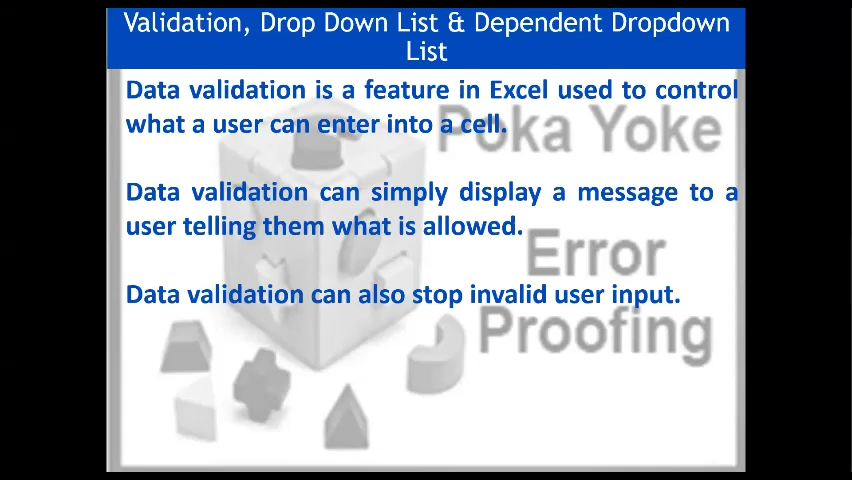 Validation, Drop Down List & Dependent Dropdown
List
Data validation is a feature in Excel used to control
what a user can enter into a cell.
Poka Yoke
Data validation can simply display a message to a
user telling them what is allowed.
Error
Data validation can also stop invalid user input.
Proofing